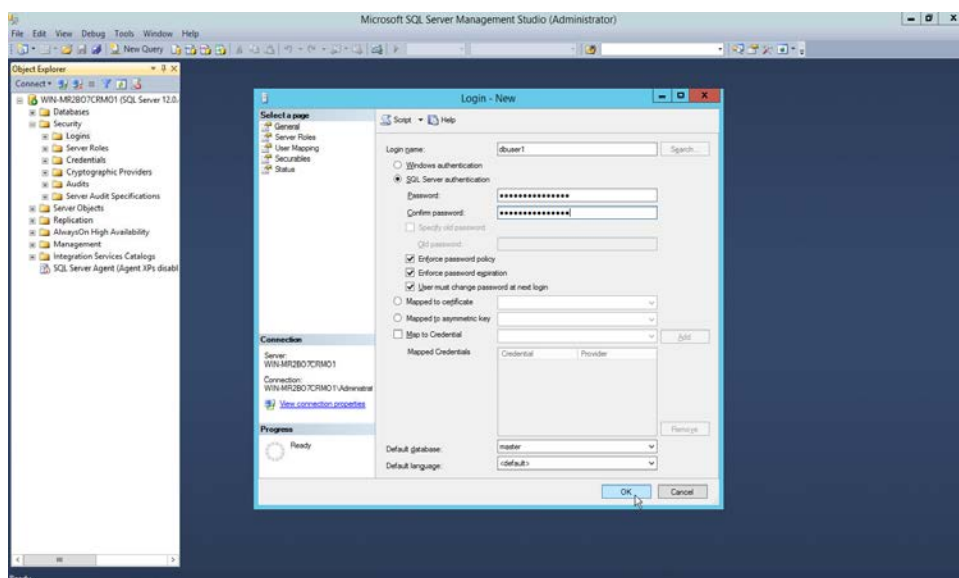 Microsoft SQL Server Management Studio (Administrator)
File Edit View Debug Tools Window Help
New Query
Object Explorer
Connect
WIN-MR2BO7CRMO1 (SQL Server 12.0.
Databases
Security
Logins
Server Roles
Credentials
Cryptographic Providers
Audits
Server Audit Specifications
Server Objects
Replication
AlwaysOn High Availability
Management
Integration Services Catalogs
SQL Server Agent (Agent XPs disabl
Login - New
Select a page
General
Server Roles
User Mapping
Securables
Status
Script Help
Login name: dbuser1 Search...
Windows authentication
SQL Server authentication
Password: •••••••••••••••
Confirm password: •••••••••••••••
Specify old password
Old password:
Enforce password policy
Enforce password expiration
User must change password at next login
Mapped to certificate
Mapped to asymmetric key
Map to Credential Add
Mapped Credentials Credential Provider
Remove
Default database: master
Default language: <default>
Connection
Server:
WIN-MR2BO7CRMO1
Connection:
WIN-MR2BO7CRMO1\Administrat
View connection properties
Progress
Ready
OK Cancel